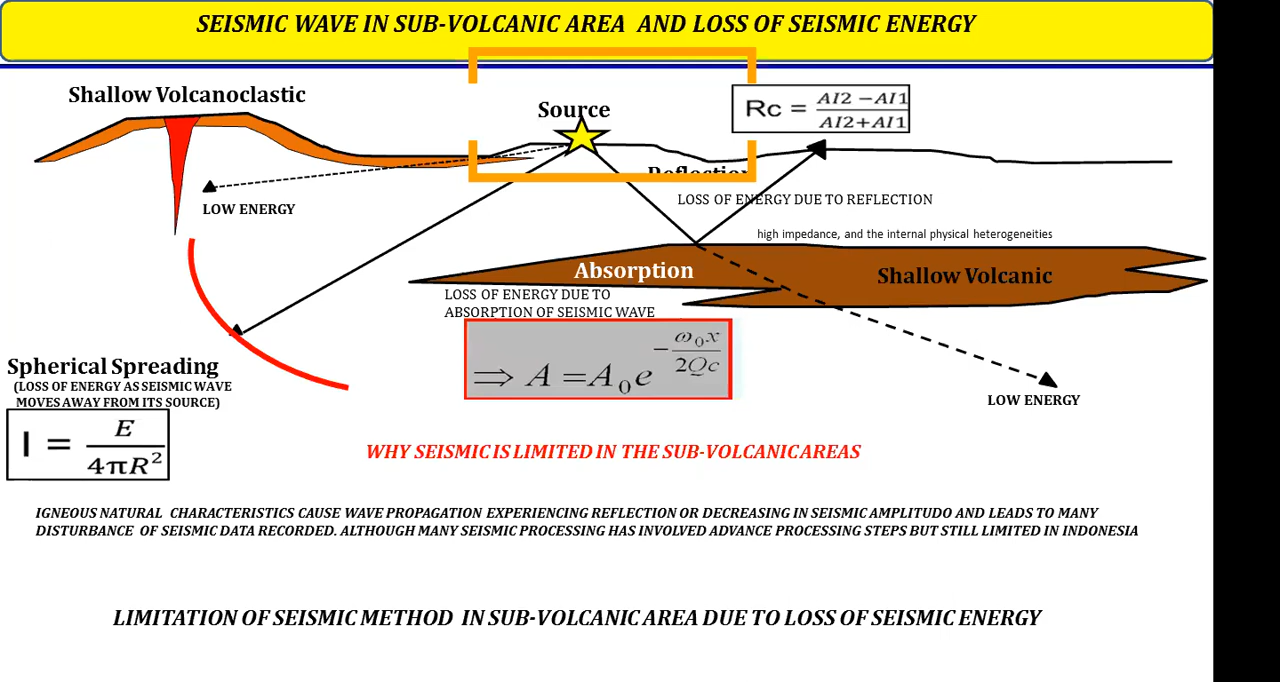 SEISMIC WAVE IN SUB-VOLCANIC AREA AND LOSS OF SEISMIC ENERGY
Shallow Volcanoclastic
Source
Rc = AI2 − AI1 / AI2+AI1
Reflection
LOSS OF ENERGY DUE TO REFLECTION
LOW ENERGY
high impedance, and the internal physical heterogeneities
Absorption
Shallow Volcanic
LOSS OF ENERGY DUE TO
ABSORPTION OF SEISMIC WAVE
⇒ A = A₀e^(−ω₀x/2Qc)
Spherical Spreading
(LOSS OF ENERGY AS SEISMIC WAVE
MOVES AWAY FROM ITS SOURCE)
I = E / 4πR²
LOW ENERGY
WHY SEISMIC IS LIMITED IN THE SUB-VOLCANIC AREAS
IGNEOUS NATURAL CHARACTERISTICS CAUSE WAVE PROPAGATION EXPERIENCING REFLECTION OR DECREASING IN SEISMIC AMPLITUDO AND LEADS TO MANY
DISTURBANCE OF SEISMIC DATA RECORDED. ALTHOUGH MANY SEISMIC PROCESSING HAS INVOLVED ADVANCE PROCESSING STEPS BUT STILL LIMITED IN INDONESIA
LIMITATION OF SEISMIC METHOD IN SUB-VOLCANIC AREA DUE TO LOSS OF SEISMIC ENERGY